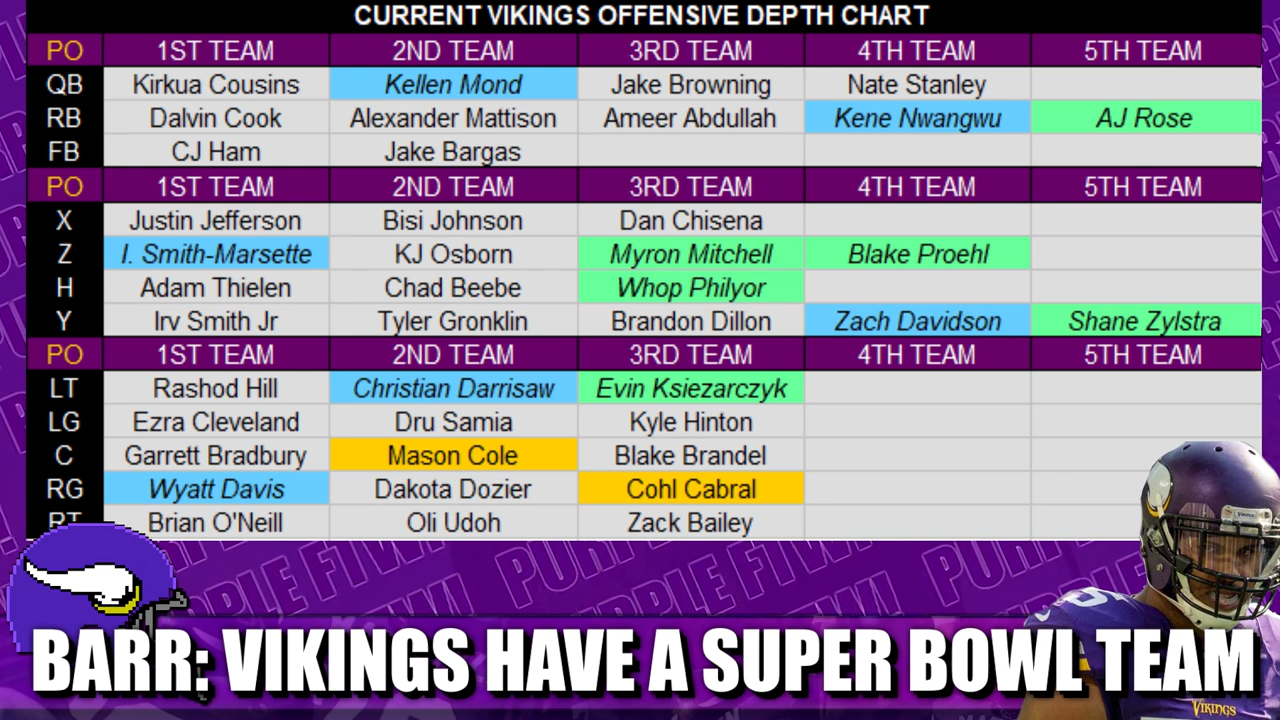 CURRENT VIKINGS OFFENSIVE DEPTH CHART
PO 1ST TEAM 2ND TEAM 3RD TEAM 4TH TEAM 5TH TEAM
QB Kirkua Cousins Kellen Mond Jake Browning Nate Stanley
RB Dalvin Cook Alexander Mattison Ameer Abdullah Kene Nwangwu AJ Rose
FB CJ Ham Jake Bargas
PO 1ST TEAM 2ND TEAM 3RD TEAM 4TH TEAM 5TH TEAM
X Justin Jefferson Bisi Johnson Dan Chisena
Z I. Smith-Marsette KJ Osborn Myron Mitchell Blake Proehl
H Adam Thielen Chad Beebe Whop Philyor
Y Irv Smith Jr Tyler Gronklin Brandon Dillon Zach Davidson Shane Zylstra
PO 1ST TEAM 2ND TEAM 3RD TEAM 4TH TEAM 5TH TEAM
LT Rashod Hill Christian Darrisaw Evin Ksiezarczyk
LG Ezra Cleveland Dru Samia Kyle Hinton
C Garrett Bradbury Mason Cole Blake Brandel
RG Wyatt Davis Dakota Dozier Cohl Cabral
RT Brian O'Neill Oli Udoh Zack Bailey
PURPLE FTW!
BARR: VIKINGS HAVE A SUPER BOWL TEAM
VIKINGS